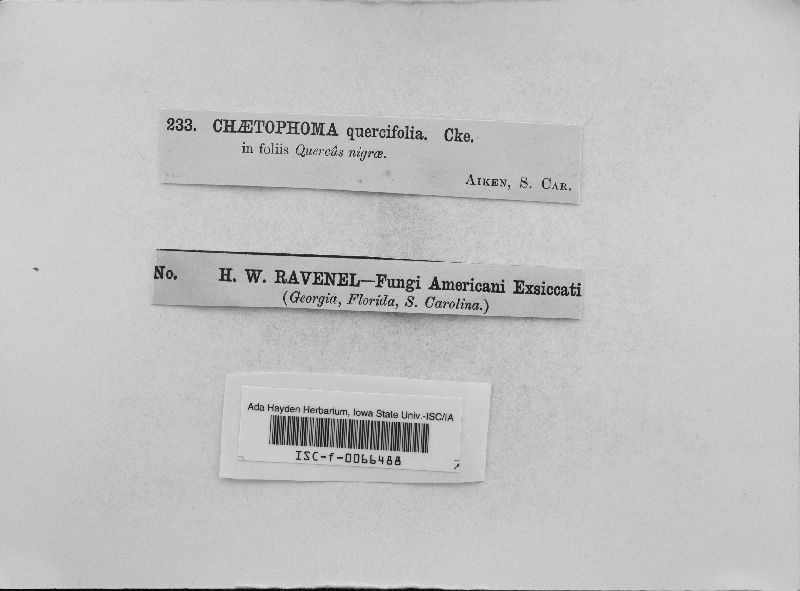 233. CHÆTOPHOMA quercifolia. Cke.
in foliis Quercûs nigræ.
AIKEN, S. CAR.
No. H. W. RAVENEL—Fungi Americani Exsiccati
(Georgia, Florida, S. Carolina.)
Ada Hayden Herbarium, Iowa State Univ.-ISC/IA
ISC-f-0066488